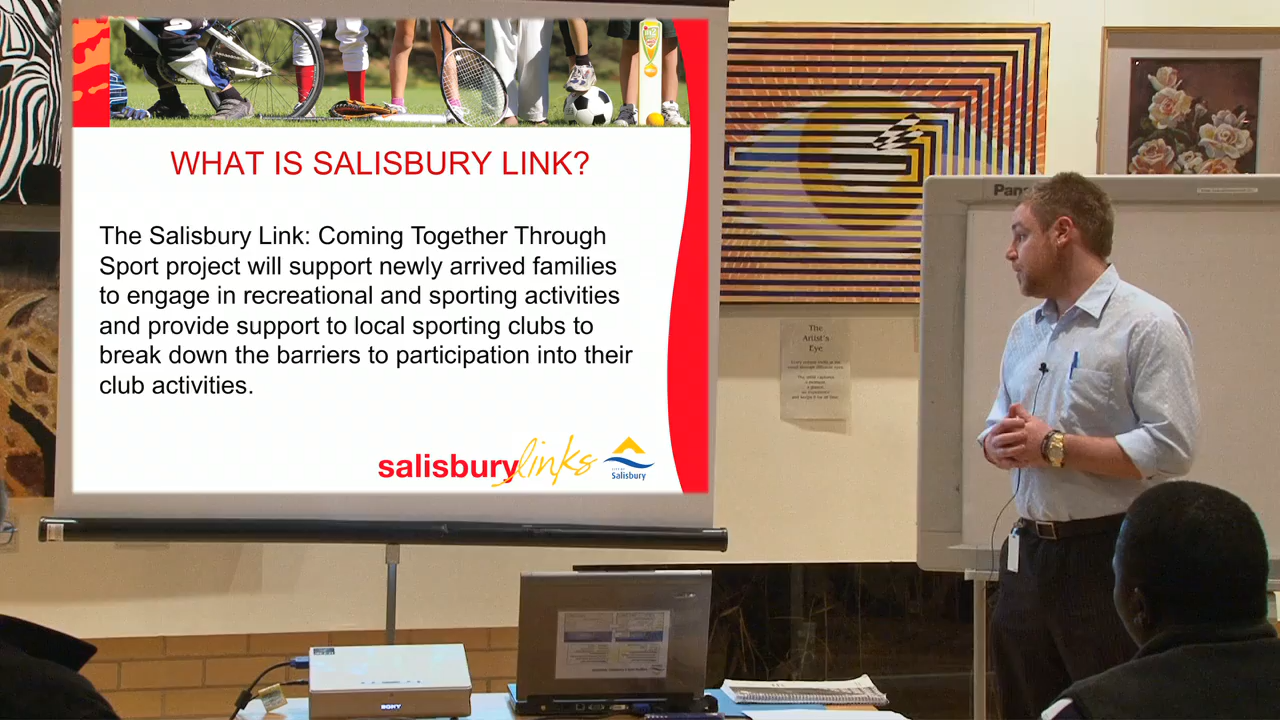 WHAT IS SALISBURY LINK?
The Salisbury Link: Coming Together Through
Sport project will support newly arrived families
to engage in recreational and sporting activities
and provide support to local sporting clubs to
break down the barriers to participation into their
club activities.
salisbury links
Salisbury
Pana
The
Artist's
Eye
SONY